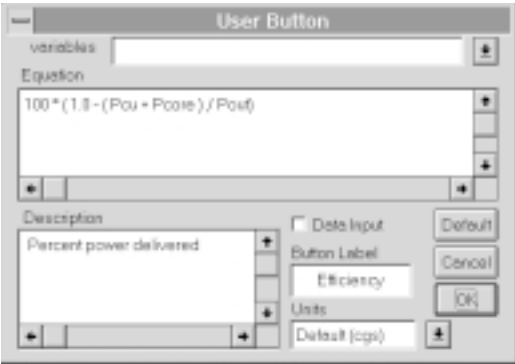 User Button
variables
Equation
100 * ( 1.0 - ( Pcu + Pcore ) / Pout)
Description
Percent power delivered
Data Input
Button Label
Efficiency
Units
Default (cgs)
Default
Cancel
OK